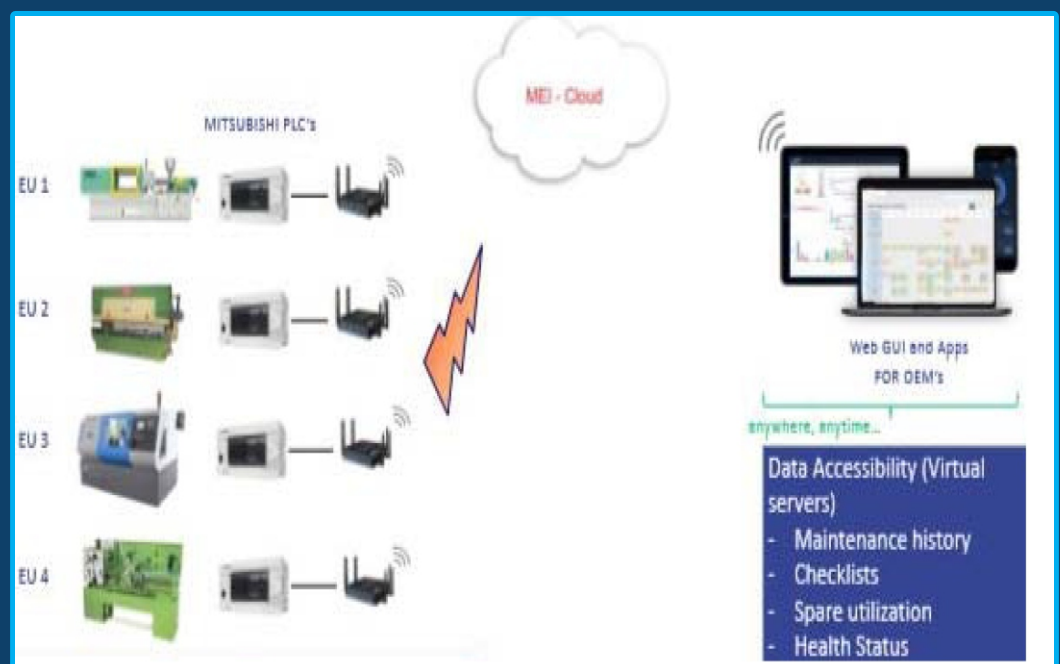 MEI - Cloud
MITSUBISHI PLC's
EU 1
EU 2
EU 3
EU 4
Web GUI and Apps
FOR OEM's
anywhere, anytime...
Data Accessibility (Virtual
servers)
- Maintenance history
- Checklists
- Spare utilization
- Health Status